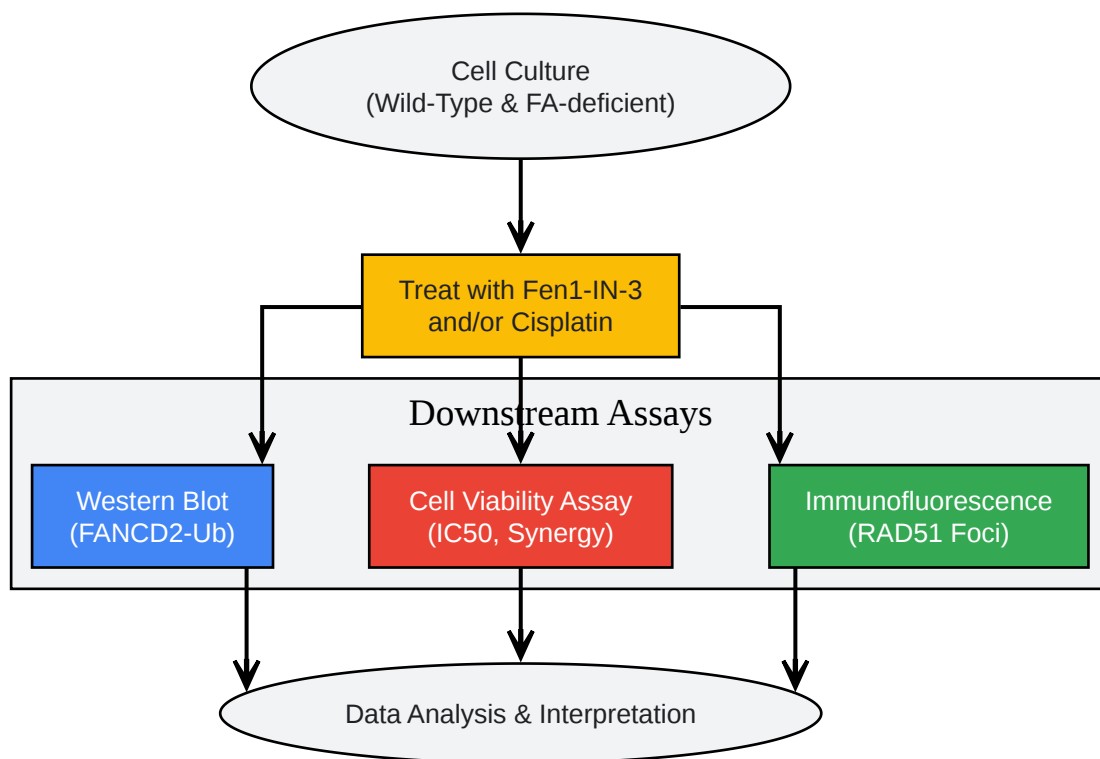 Cell Culture
(Wild-Type & FA-deficient)
Treat with Fen1-IN-3
and/or Cisplatin
Downstream Assays
Western Blot
(FANCD2-Ub)
Cell Viability Assay
(IC50, Synergy)
Immunofluorescence
(RAD51 Foci)
Data Analysis & Interpretation